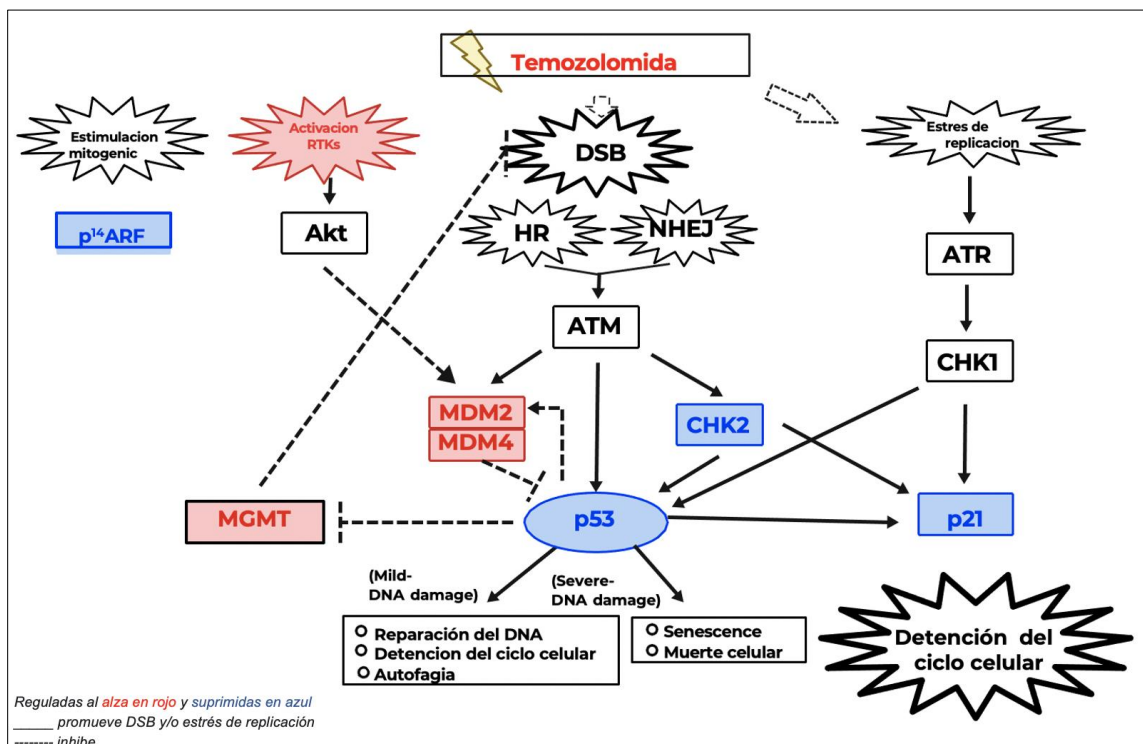 Temozolomida
Estimulacion
mitogenic
Activacion
RTKs
DSB
Estres de
replicacion
p¹⁴ARF
Akt
HR
NHEJ
ATR
ATM
CHK1
MDM2
MDM4
CHK2
MGMT
p53
p21
(Mild-
DNA damage)
(Severe-
DNA damage)
Reparación del DNA
Detencion del ciclo celular
Autofagia
Senescence
Muerte celular
Detención del
ciclo celular
Reguladas al alza en rojo y suprimidas en azul
_____ promueve DSB y/o estrés de replicación
-------- inhibe